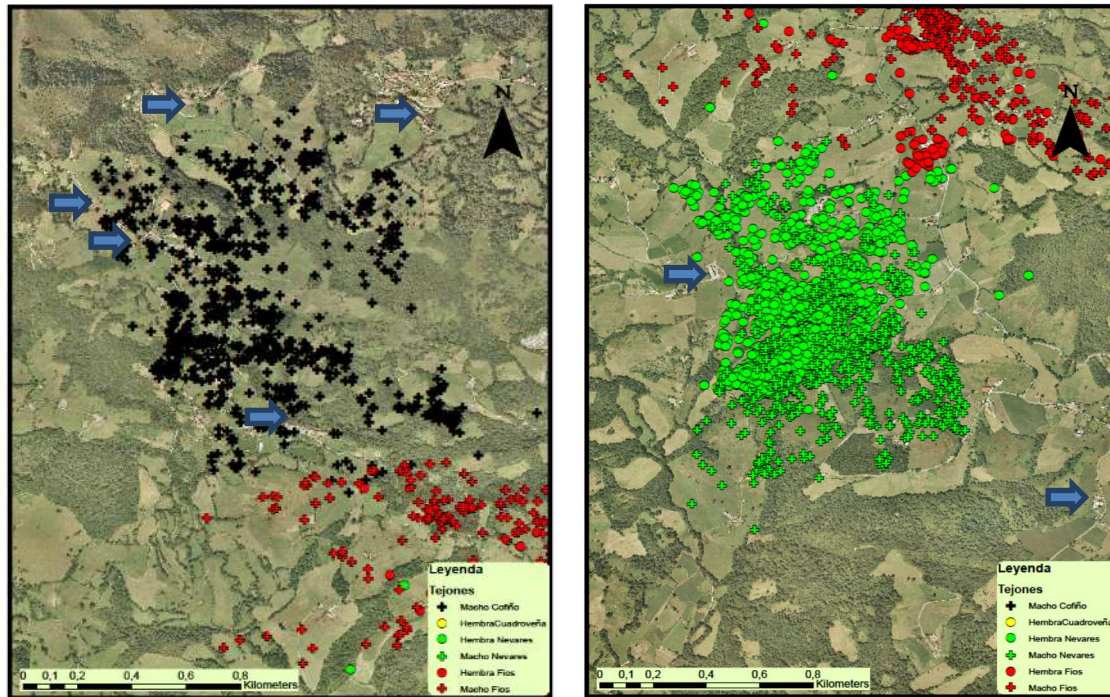 N
Leyenda
Tejones
Macho Cofiño
HembraCuadroveña
Hembra Nevares
Macho Nevares
Hembra Fios
Macho Fios
0 0,1 0,2 0,4 0,6 0,8
Kilometers
N
Leyenda
Tejones
Macho Cofiño
HembraCuadroveña
Hembra Nevares
Macho Nevares
Hembra Fios
Macho Fios
0 0,1 0,2 0,4 0,6 0,8
Kilometers